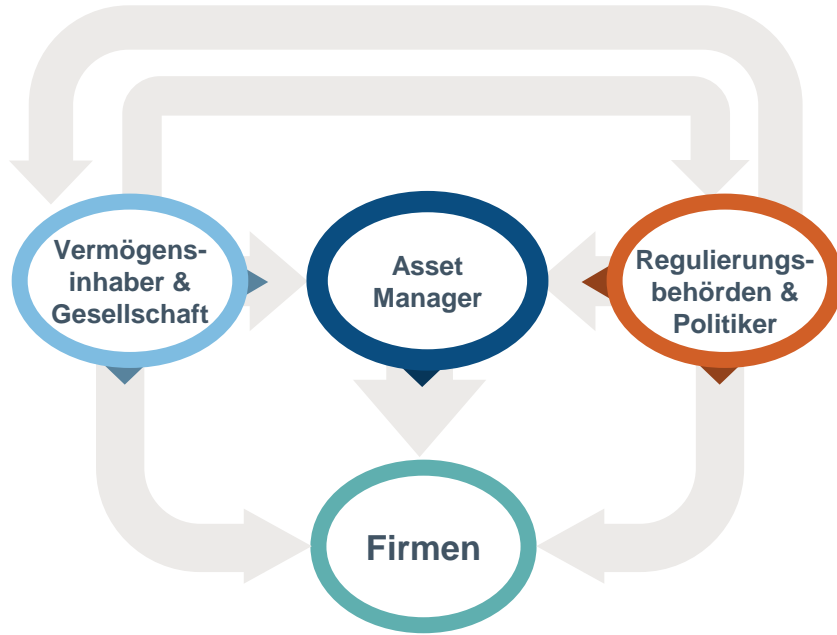 Vermögens-
inhaber &
Gesellschaft
Asset
Manager
Regulierungs-
behörden &
Politiker
Firmen